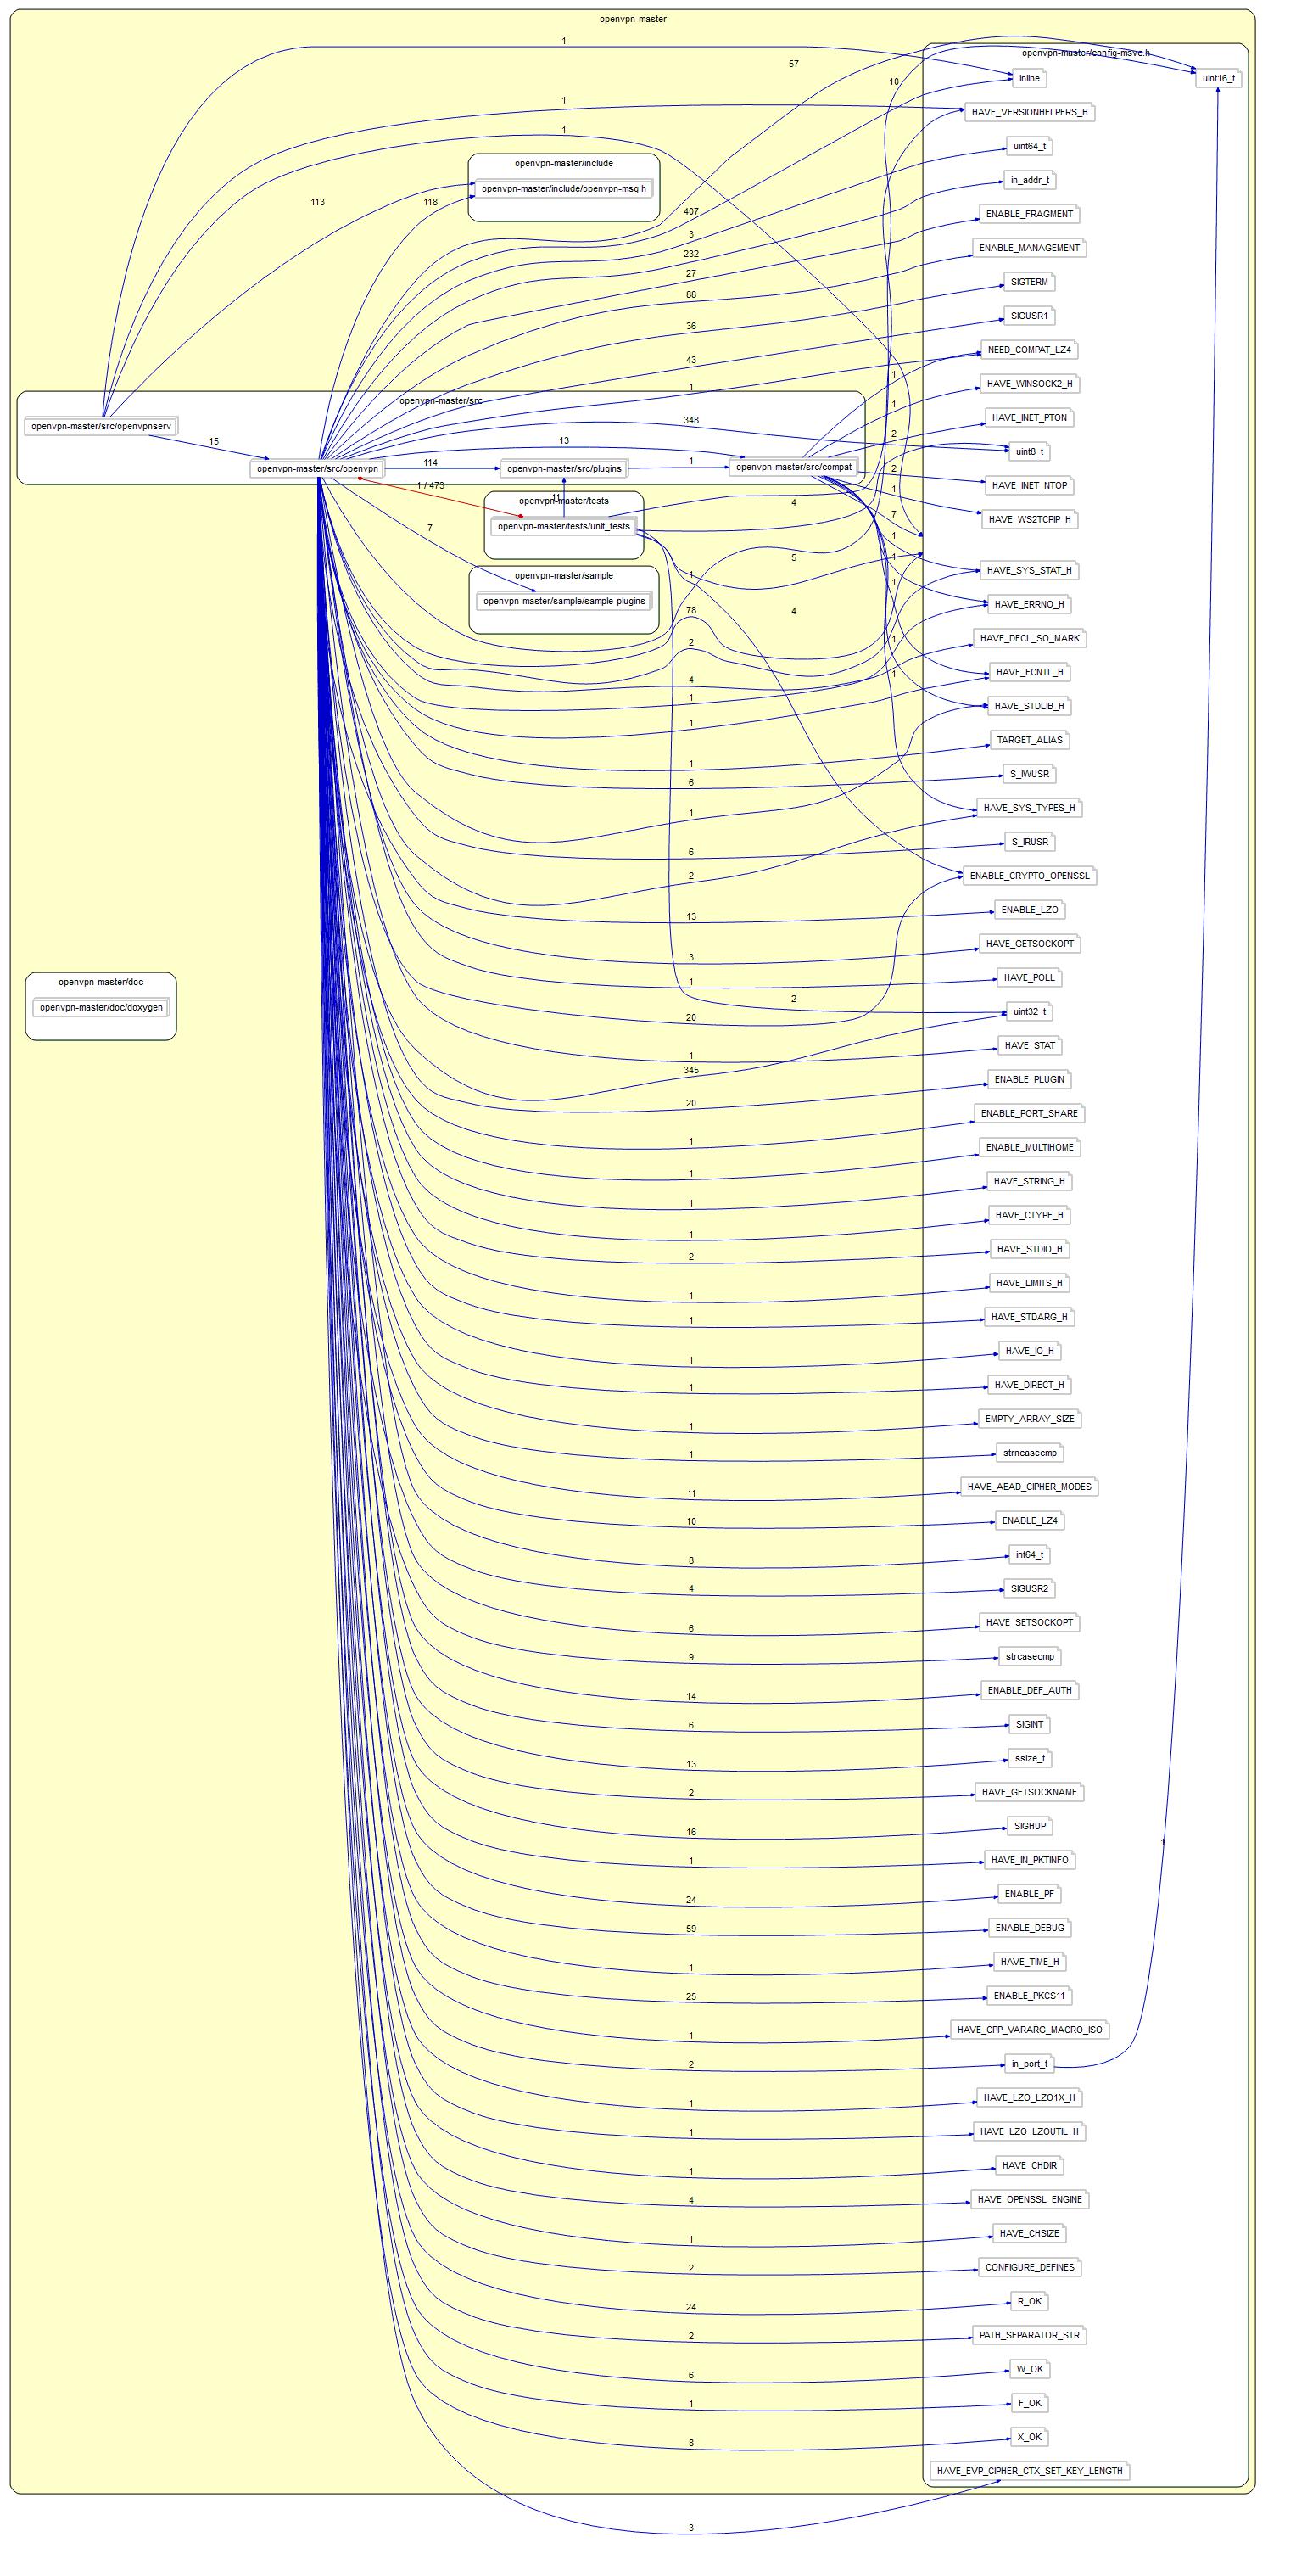 openvpn-master
1
openvpn-master/config-msvc.h
57
10
inline
uint16_t
1
HAVE_VERSIONHELPERS_H
1
uint64_t
openvpn-master/include
in_addr_t
openvpn-master/include/openvpn-msg.h
113
118
407
ENABLE_FRAGMENT
3
ENABLE_MANAGEMENT
232
27
SIGTERM
88
SIGUSR1
36
NEED_COMPAT_LZ4
43
1
HAVE_WINSOCK2_H
1
openvpn-master/src
1
HAVE_INET_PTON
348
openvpn-master/src/openvpnserv
2
15
13
uint8_t
114
1
openvpn-master/src/openvpn
openvpn-master/src/plugins
openvpn-master/src/compat
2
HAVE_INET_NTOP
1 / 473
1
11
openvpn-master/tests
4
HAVE_WS2TCPIP_H
7
openvpn-master/tests/unit_tests
7
1
5
1
HAVE_SYS_STAT_H
openvpn-master/sample
1
1
openvpn-master/sample/sample-plugins
HAVE_ERRNO_H
78
4
2
1
HAVE_DECL_SO_MARK
4
1
HAVE_FCNTL_H
1
HAVE_STDLIB_H
1
TARGET_ALIAS
1
S_IWUSR
6
HAVE_SYS_TYPES_H
1
S_IRUSR
6
2
ENABLE_CRYPTO_OPENSSL
13
ENABLE_LZO
3
HAVE_GETSOCKOPT
openvpn-master/doc
1
HAVE_POLL
2
openvpn-master/doc/doxygen
20
uint32_t
1
HAVE_STAT
345
ENABLE_PLUGIN
20
ENABLE_PORT_SHARE
1
ENABLE_MULTIHOME
1
HAVE_STRING_H
1
HAVE_CTYPE_H
1
HAVE_STDIO_H
2
HAVE_LIMITS_H
1
HAVE_STDARG_H
1
HAVE_IO_H
1
HAVE_DIRECT_H
1
EMPTY_ARRAY_SIZE
1
strncasecmp
1
HAVE_AEAD_CIPHER_MODES
11
ENABLE_LZ4
10
int64_t
8
SIGUSR2
4
HAVE_SETSOCKOPT
6
strcasecmp
9
ENABLE_DEF_AUTH
14
SIGINT
6
ssize_t
13
HAVE_GETSOCKNAME
2
SIGHUP
16
1
HAVE_IN_PKTINFO
1
ENABLE_PF
24
ENABLE_DEBUG
59
HAVE_TIME_H
1
ENABLE_PKCS11
25
HAVE_CPP_VARARG_MACRO_ISO
1
in_port_t
2
HAVE_LZO_LZO1X_H
1
HAVE_LZO_LZOUTIL_H
1
HAVE_CHDIR
1
HAVE_OPENSSL_ENGINE
4
HAVE_CHSIZE
1
CONFIGURE_DEFINES
2
R_OK
24
PATH_SEPARATOR_STR
2
W_OK
6
F_OK
1
X_OK
8
HAVE_EVP_CIPHER_CTX_SET_KEY_LENGTH
3